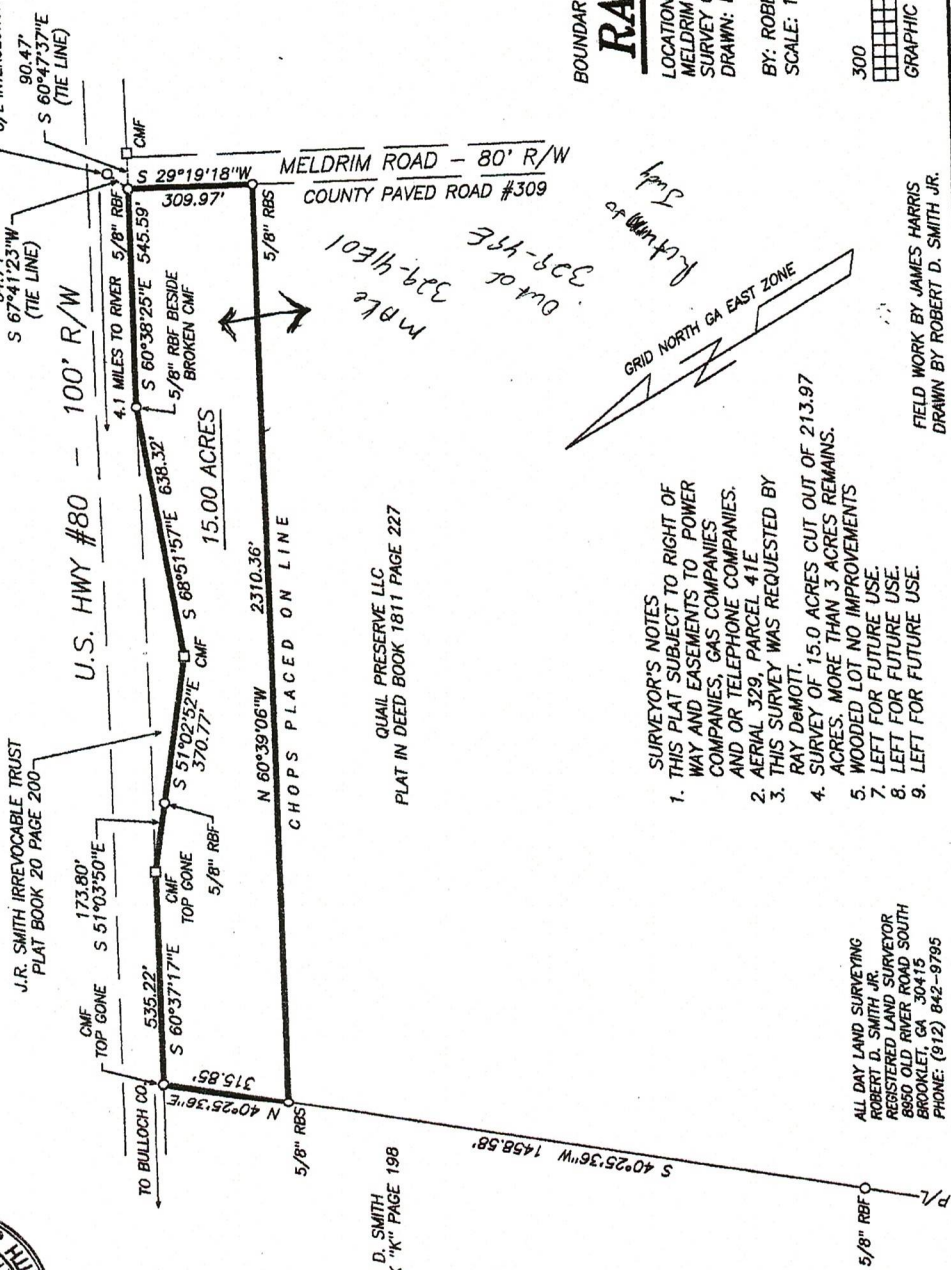 J.R. SMITH IRREVOCABLE TRUST
PLAT BOOK 20 PAGE 200
90.47'
S 60°47'37"E
(TIE LINE)
S 67°41'23"W
(TIE LINE)
U.S. HWY #80 - 100' R/W
4.1 MILES TO RIVER
TO BULLOCH CO.
CMF
TOP GONE
173.80'
S 51°03'50"E
535.22'
S 60°37'17"E
CMF
TOP GONE
5/8" RBF
S 51°02'52"E
370.77'
CMF
S 68°51'57"E 638.32'
5/8" RBF BESIDE
BROKEN CMF
S 60°38'25"E 545.59'
5/8" RBF
CMF
S 29°19'18"W
309.97'
MELDRIM ROAD - 80' R/W
COUNTY PAVED ROAD #309
5/8" RBS
15.00 ACRES
N 60°39'06"W 2310.36'
CHOPS PLACED ON LINE
N 40°25'36"E
315.85'
5/8" RBS
S 40°25'36"W 1458.58'
5/8" RBF
P/L
D. SMITH
"K" PAGE 198
QUAIL PRESERVE LLC
PLAT IN DEED BOOK 1811 PAGE 227
make
329-41E01
out of
329-41E
Return to
Judy
GRID NORTH GA EAST ZONE
SURVEYOR'S NOTES
1. THIS PLAT SUBJECT TO RIGHT OF
WAY AND EASEMENTS TO POWER
COMPANIES, GAS COMPANIES
AND OR TELEPHONE COMPANIES.
2. AERIAL 329, PARCEL 41E
3. THIS SURVEY WAS REQUESTED BY
RAY DeMOTT.
4. SURVEY OF 15.0 ACRES CUT OUT OF 213.97
ACRES. MORE THAN 3 ACRES REMAINS.
5. WOODED LOT NO IMPROVEMENTS
7. LEFT FOR FUTURE USE.
8. LEFT FOR FUTURE USE.
9. LEFT FOR FUTURE USE.
ALL DAY LAND SURVEYING
ROBERT D. SMITH JR.
REGISTERED LAND SURVEYOR
8950 OLD RIVER ROAD SOUTH
BROOKLET, GA 30415
PHONE: (912) 842-9795
FIELD WORK BY JAMES HARRIS
DRAWN BY ROBERT D. SMITH JR.
BOUNDAR
RA
LOCATION
MELDRIM
SURVEY
DRAWN:
BY: ROBE
SCALE: 1
300
GRAPHIC